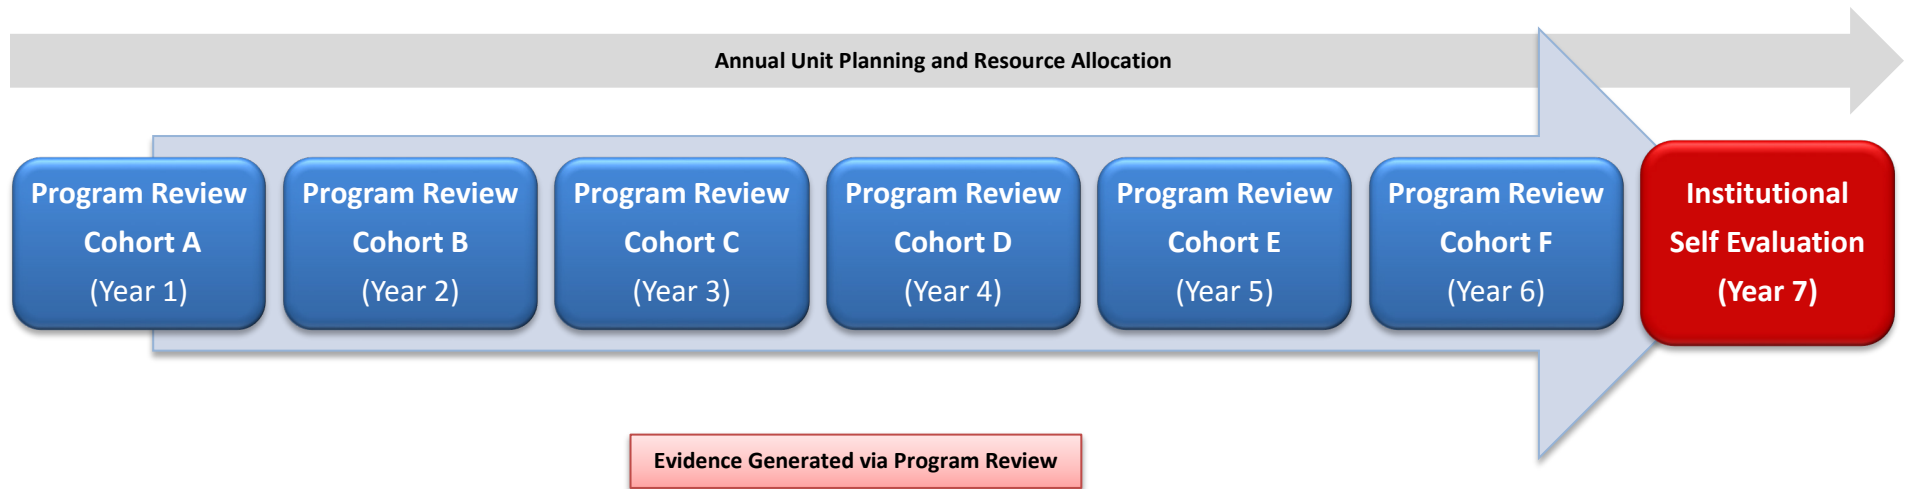 Annual Unit Planning and Resource Allocation
Program Review
Cohort A
(Year 1)
Program Review
Cohort B
(Year 2)
Program Review
Cohort C
(Year 3)
Program Review
Cohort D
(Year 4)
Program Review
Cohort E
(Year 5)
Program Review
Cohort F
(Year 6)
Institutional
Self Evaluation
(Year 7)
Evidence Generated via Program Review